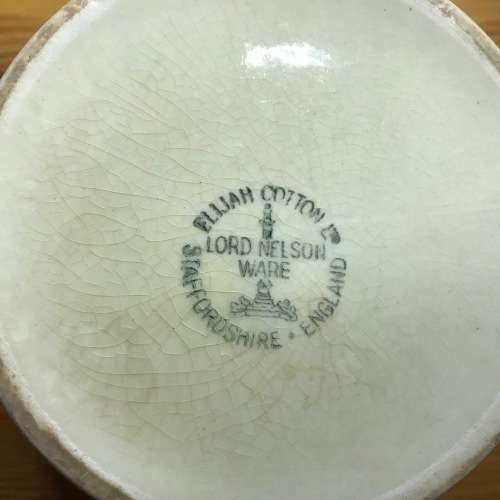 ELIJAH COTTON LTD
LORD NELSON
WARE
STAFFORDSHIRE · ENGLAND